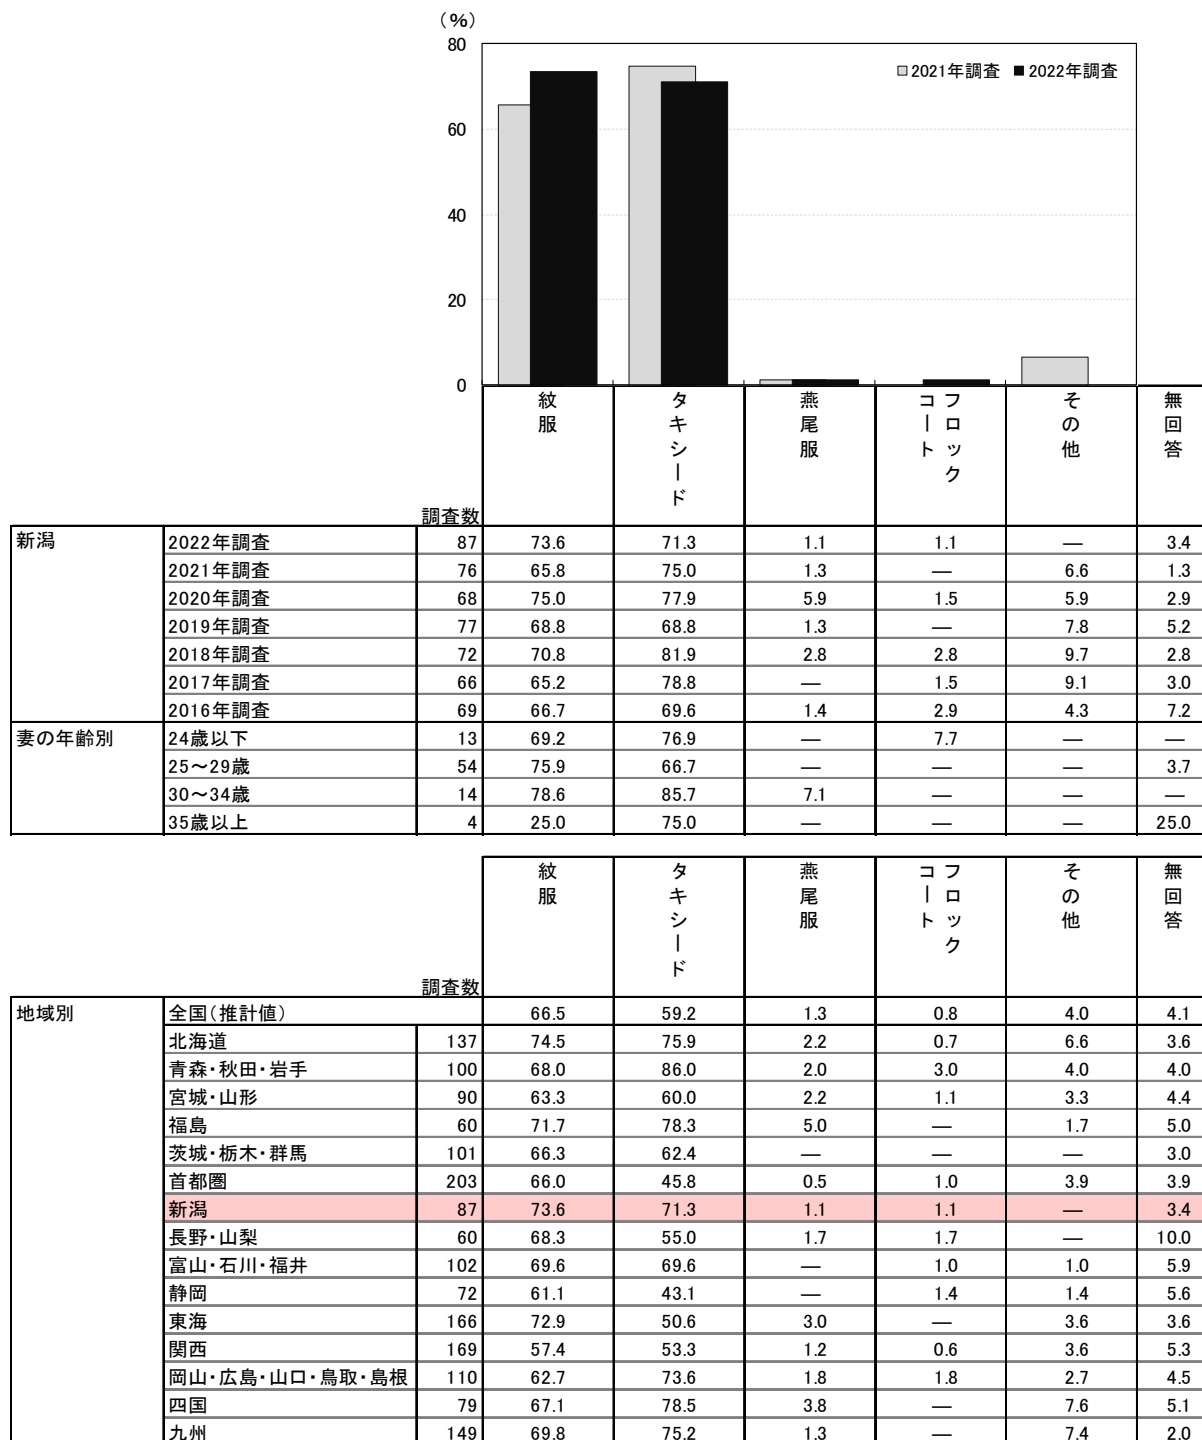 （％）
80
60
40
20
0
2021年調査 2022年調査
調査数 紋服 タキシード 燕尾服 フロックコート その他 無回答
新潟 2022年調査 87 73.6 71.3 1.1 1.1 ― 3.4
2021年調査 76 65.8 75.0 1.3 ― 6.6 1.3
2020年調査 68 75.0 77.9 5.9 1.5 5.9 2.9
2019年調査 77 68.8 68.8 1.3 ― 7.8 5.2
2018年調査 72 70.8 81.9 2.8 2.8 9.7 2.8
2017年調査 66 65.2 78.8 ― 1.5 9.1 3.0
2016年調査 69 66.7 69.6 1.4 2.9 4.3 7.2
妻の年齢別 24歳以下 13 69.2 76.9 ― 7.7 ― ―
25～29歳 54 75.9 66.7 ― ― ― 3.7
30～34歳 14 78.6 85.7 7.1 ― ― ―
35歳以上 4 25.0 75.0 ― ― ― 25.0
調査数 紋服 タキシード 燕尾服 フロックコート その他 無回答
地域別 全国（推計値） 66.5 59.2 1.3 0.8 4.0 4.1
北海道 137 74.5 75.9 2.2 0.7 6.6 3.6
青森・秋田・岩手 100 68.0 86.0 2.0 3.0 4.0 4.0
宮城・山形 90 63.3 60.0 2.2 1.1 3.3 4.4
福島 60 71.7 78.3 5.0 ― 1.7 5.0
茨城・栃木・群馬 101 66.3 62.4 ― ― ― 3.0
首都圏 203 66.0 45.8 0.5 1.0 3.9 3.9
新潟 87 73.6 71.3 1.1 1.1 ― 3.4
長野・山梨 60 68.3 55.0 1.7 1.7 ― 10.0
富山・石川・福井 102 69.6 69.6 ― 1.0 1.0 5.9
静岡 72 61.1 43.1 ― 1.4 1.4 5.6
東海 166 72.9 50.6 3.0 ― 3.6 3.6
関西 169 57.4 53.3 1.2 0.6 3.6 5.3
岡山・広島・山口・鳥取・島根 110 62.7 73.6 1.8 1.8 2.7 4.5
四国 79 67.1 78.5 3.8 ― 7.6 5.1
九州 149 69.8 75.2 1.3 ― 7.4 2.0